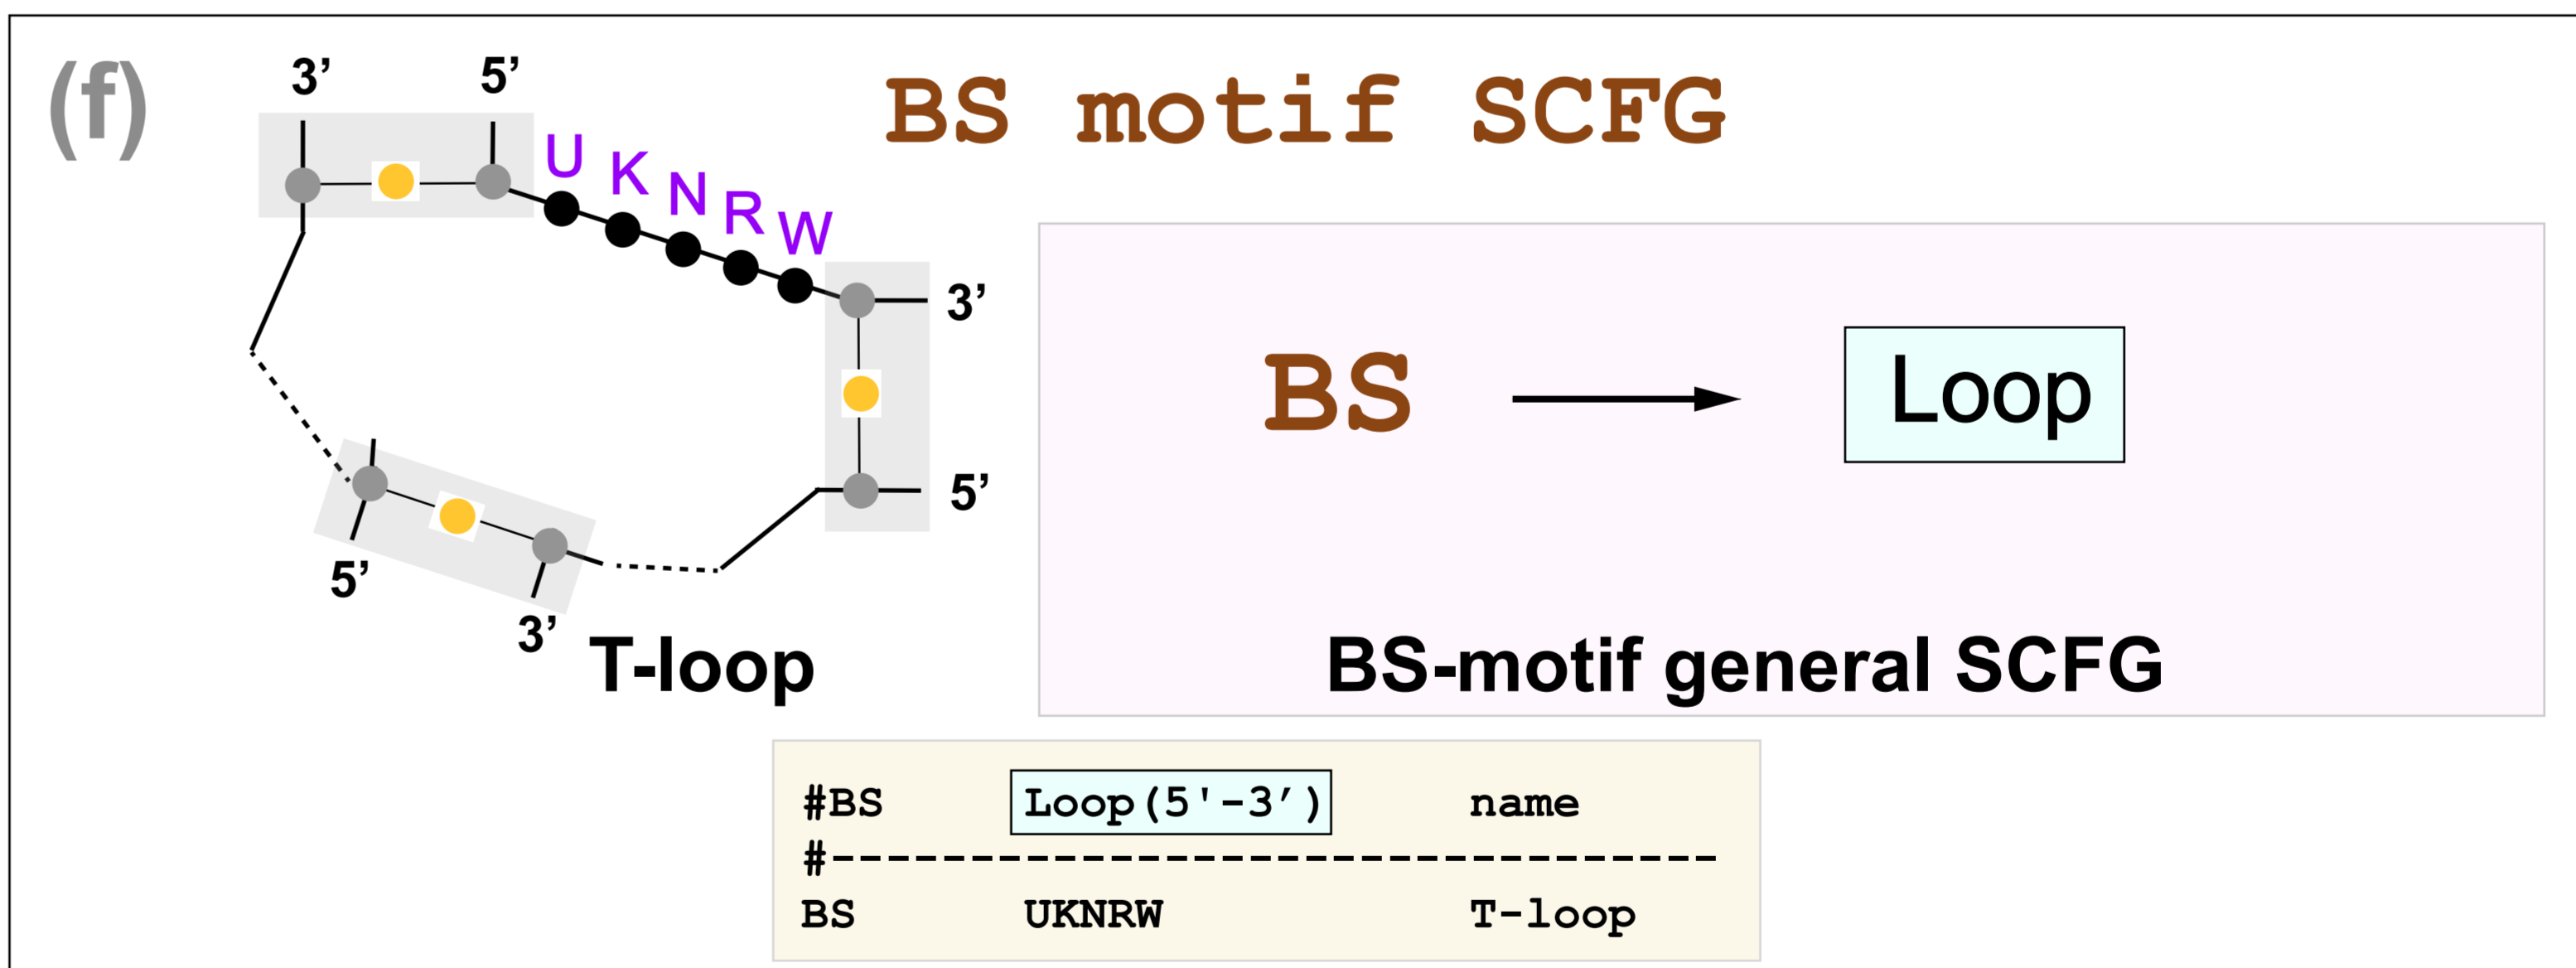 (f)
BS motif SCFG
3’ 5’
U K N R W
3’
5’
5’
3’
T-loop
BS Loop
BS-motif general SCFG
#BS Loop(5'-3’) name
#---------------------------------
BS UKNRW T-loop